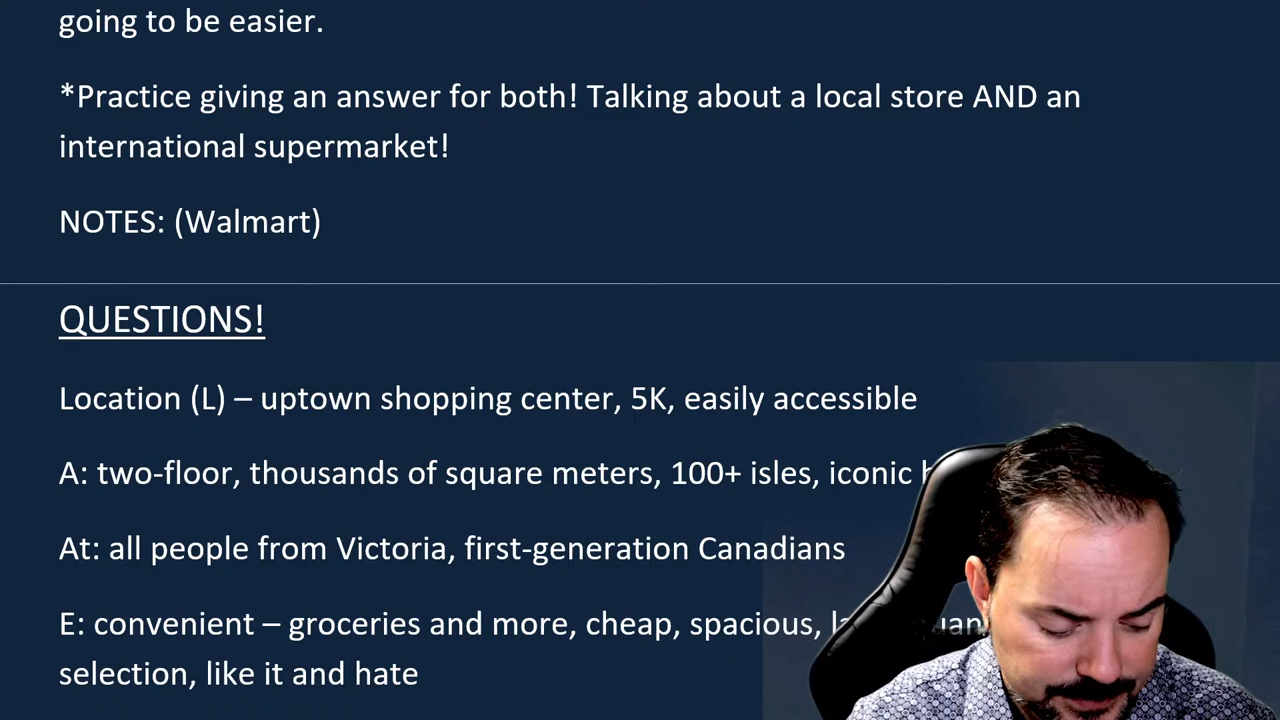 going to be easier.
*Practice giving an answer for both! Talking about a local store AND an
international supermarket!
NOTES: (Walmart)
QUESTIONS!
Location (L) – uptown shopping center, 5K, easily accessible
A: two-floor, thousands of square meters, 100+ isles, iconic
At: all people from Victoria, first-generation Canadians
E: convenient – groceries and more, cheap, spacious,
selection, like it and hate